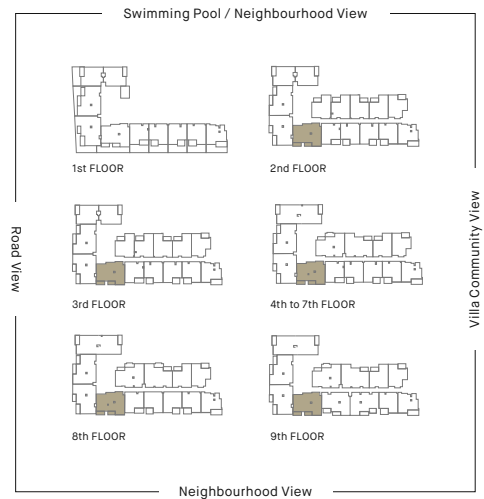 Swimming Pool / Neighbourhood View
1st FLOOR
2nd FLOOR
Road View
Villa Community View
3rd FLOOR
4th to 7th FLOOR
8th FLOOR
9th FLOOR
Neighbourhood View